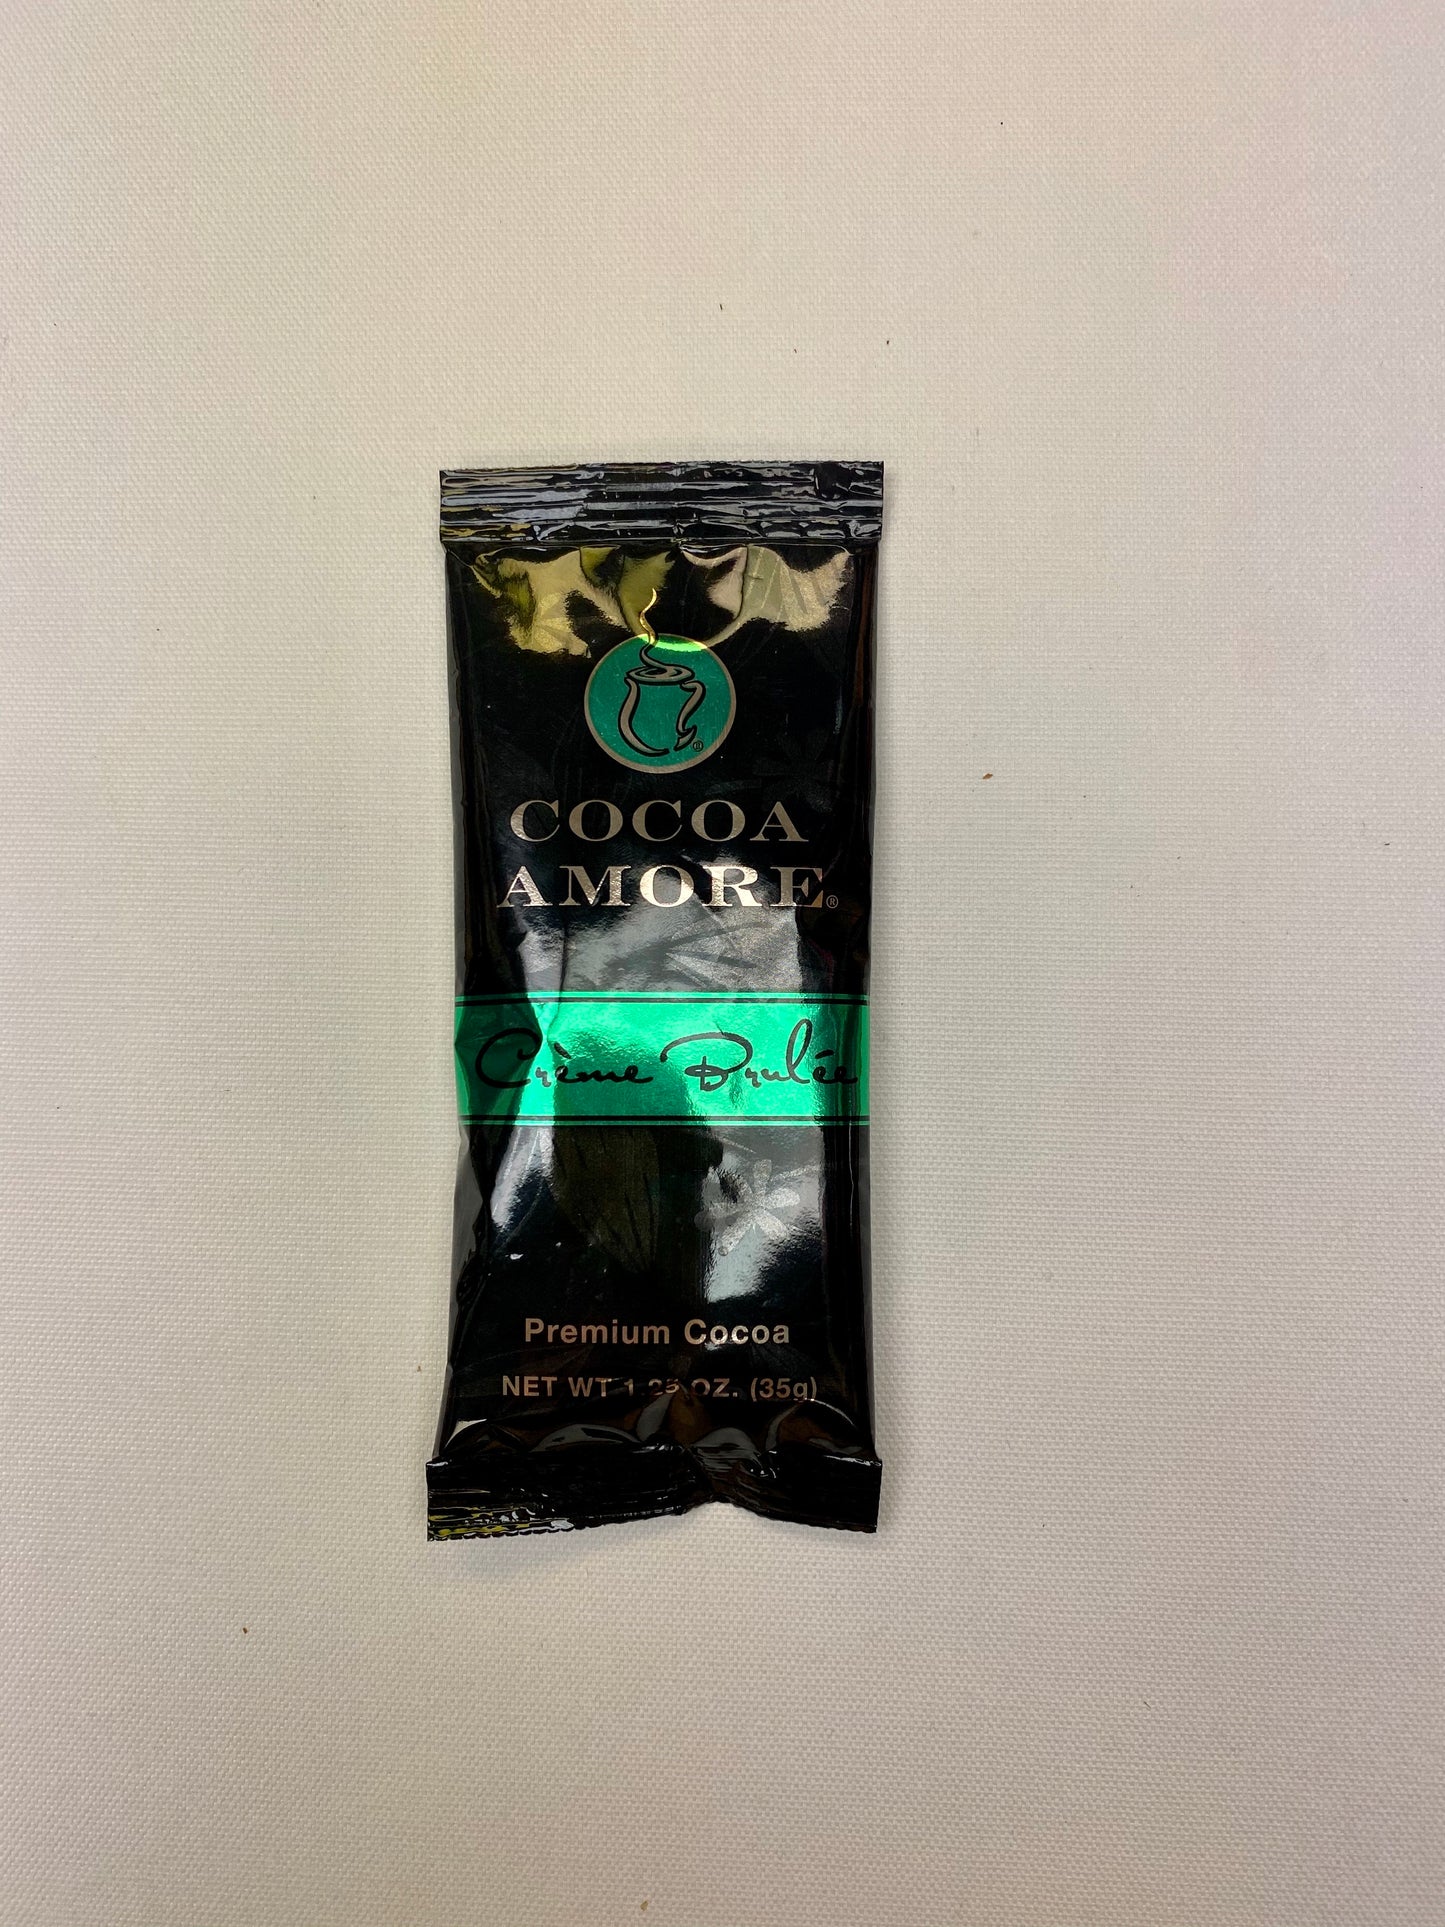 COCOA
AMORE®
Crème Brulée
Premium Cocoa
NET WT 1.25 OZ. (35g)